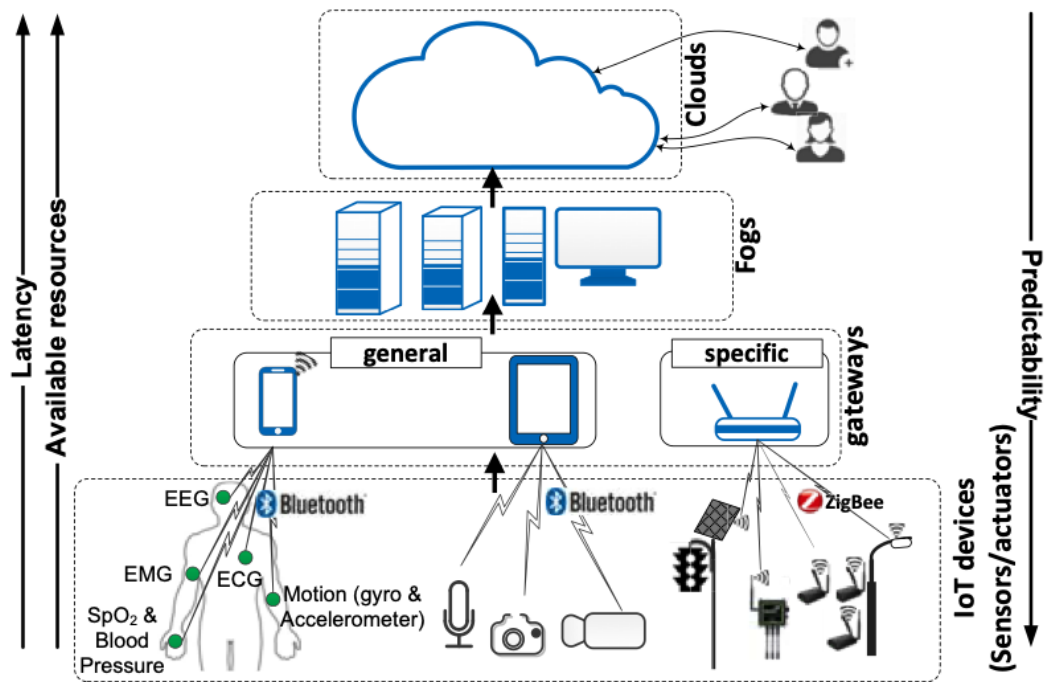 Latency
Available resources
Clouds
Predictability
Fogs
general
specific
gateways
EEG
Bluetooth
Bluetooth
ZigBee
EMG
ECG
Motion (gyro &
Accelerometer)
SpO₂ &
Blood
Pressure
IoT devices
(Sensors/actuators)